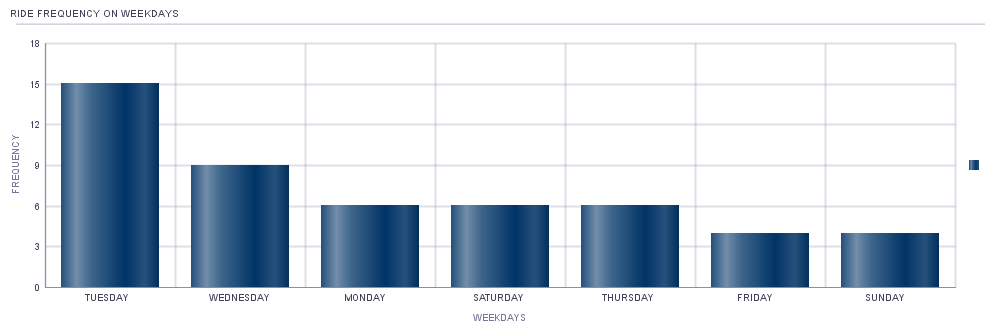 RIDE FREQUENCY ON WEEKDAYS
18
15
12
9
6
3
0
FREQUENCY
TUESDAY WEDNESDAY MONDAY SATURDAY THURSDAY FRIDAY SUNDAY
WEEKDAYS